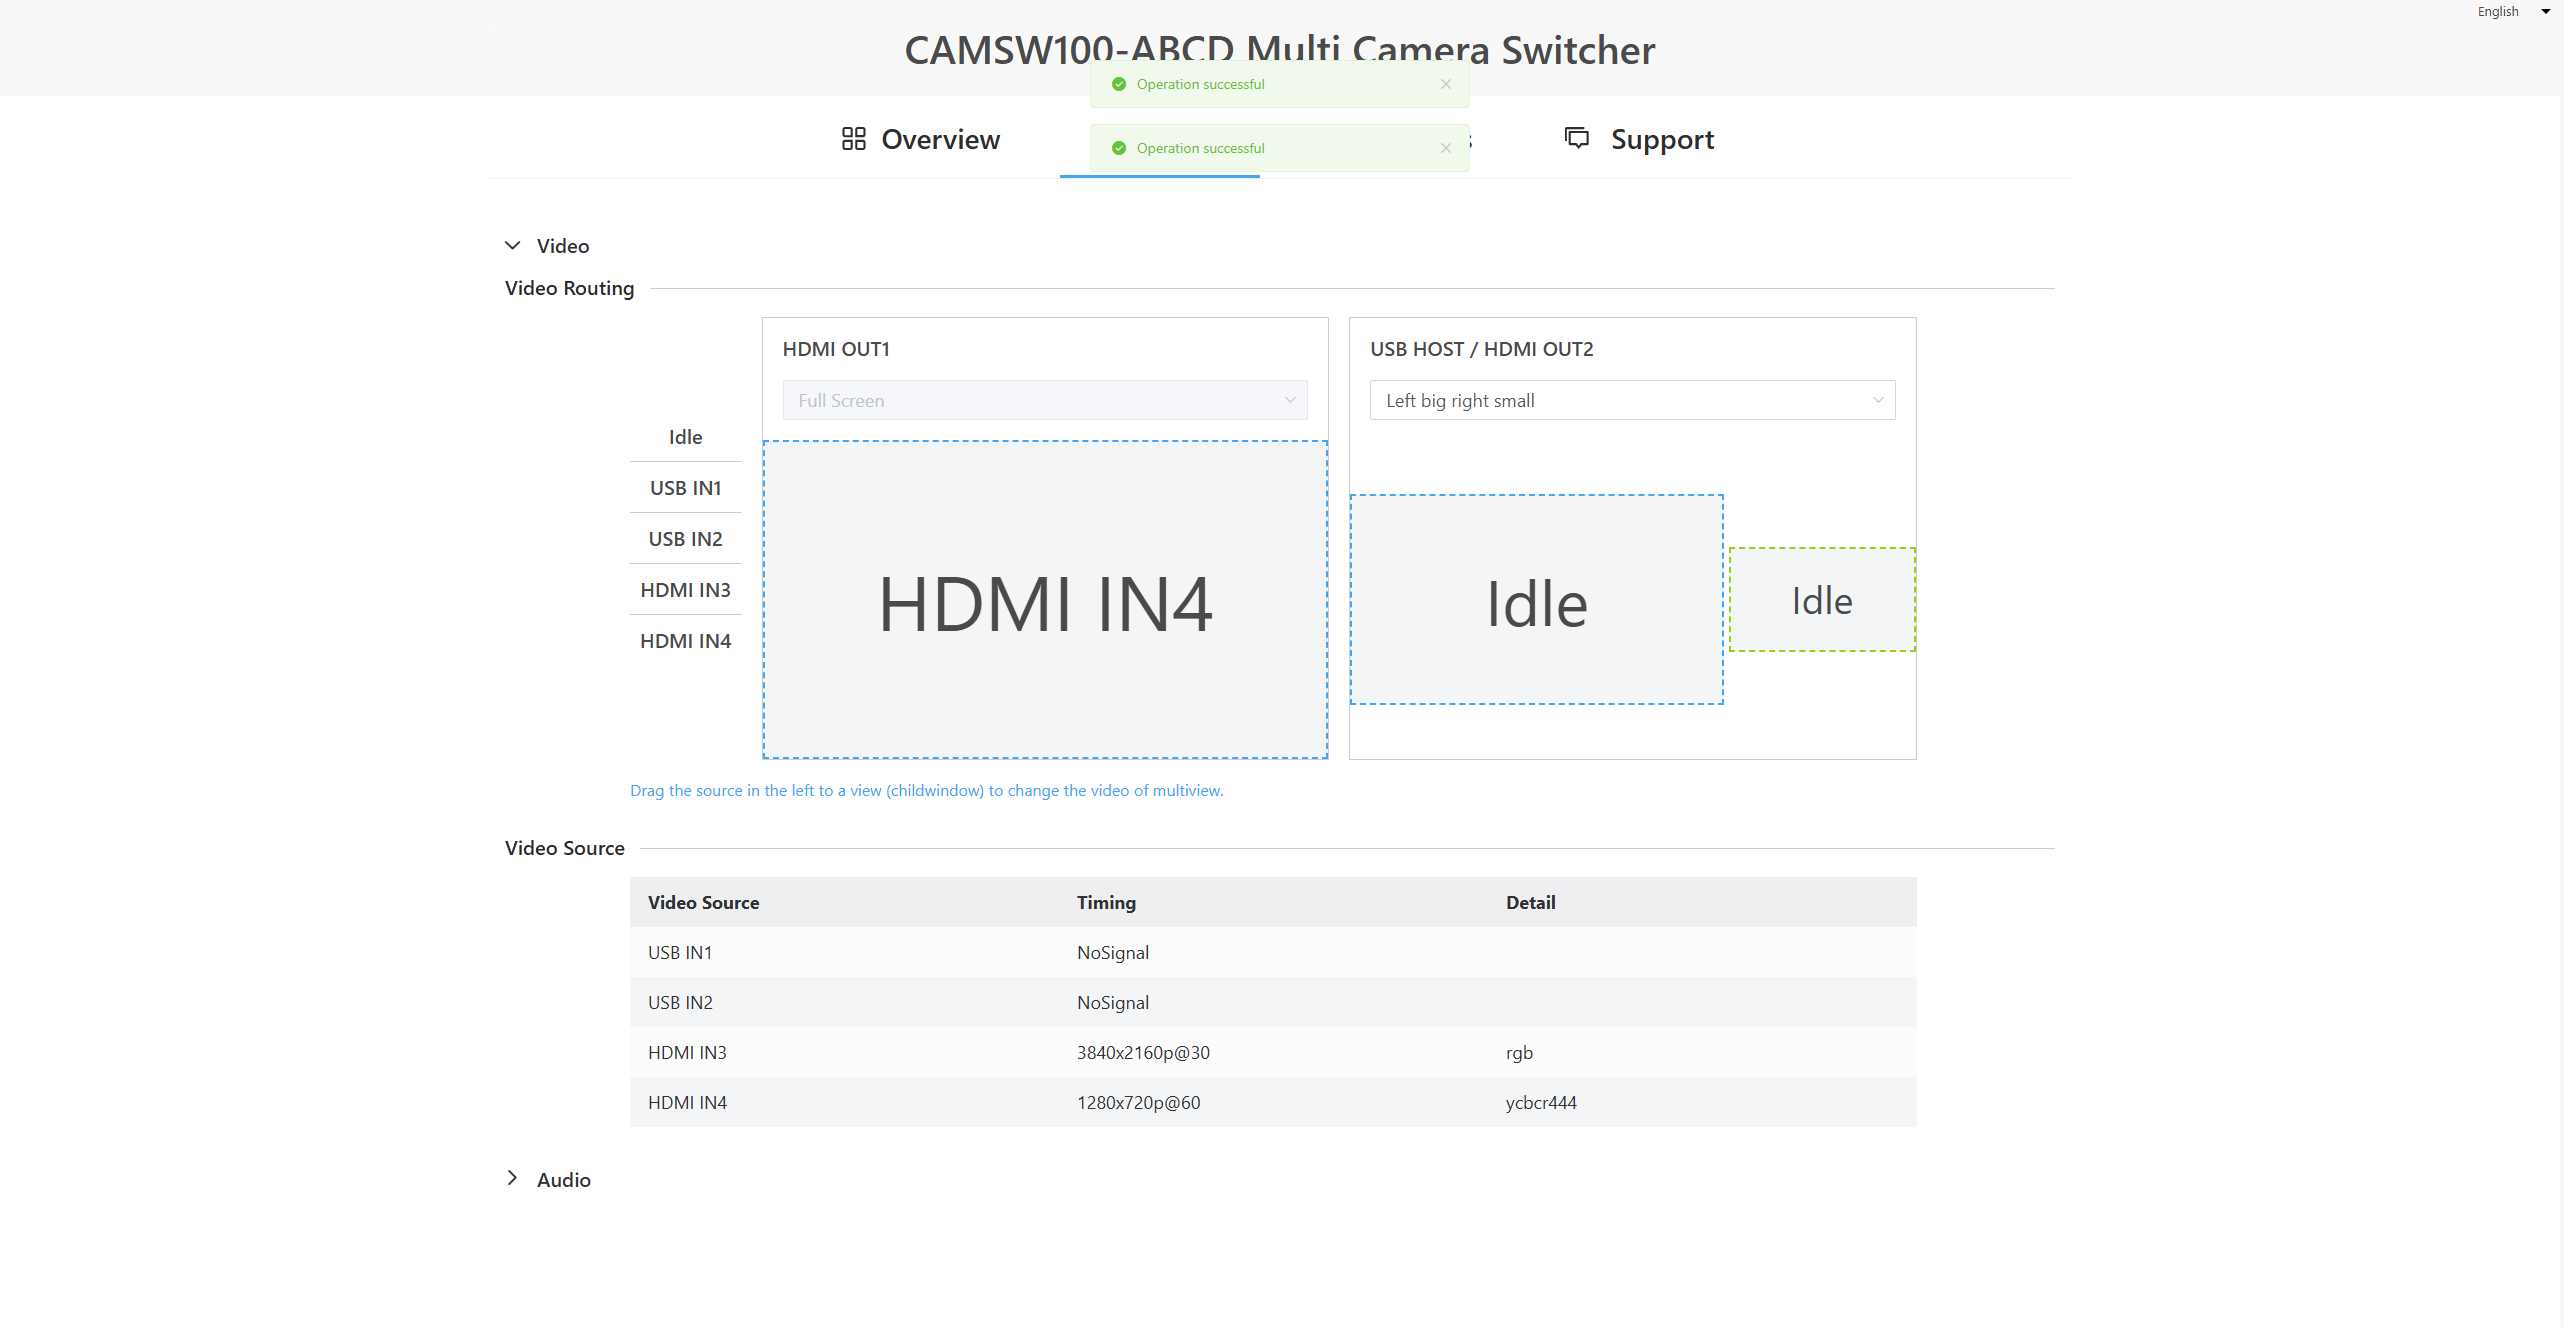 English
CAMSW100-ABCD Multi Camera Switcher
Operation successful
Overview
Operation successful
Support
Video
Video Routing
HDMI OUT1
USB HOST / HDMI OUT2
Full Screen
Left big right small
Idle
USB IN1
USB IN2
HDMI IN3
HDMI IN4
HDMI IN4
Idle
Idle
Drag the source in the left to a view (childwindow) to change the video of multiview.
Video Source
Video Source Timing Detail
USB IN1 NoSignal
USB IN2 NoSignal
HDMI IN3 3840x2160p@30 rgb
HDMI IN4 1280x720p@60 ycbcr444
Audio